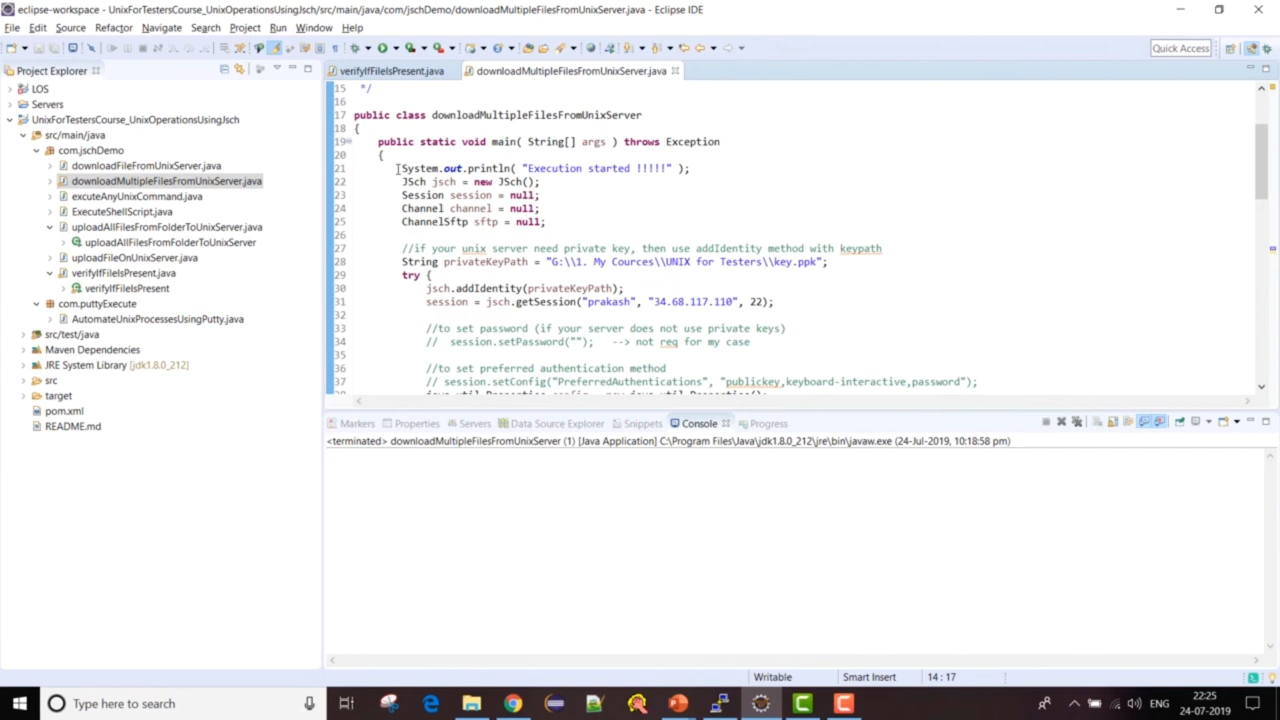 eclipse-workspace - UnixForTestersCourse_UnixOperationsUsingJsch/src/main/java/com/jschDemo/downloadMultipleFilesFromUnixServer.java - Eclipse IDE
File Edit Source Refactor Navigate Search Project Run Window Help
Quick Access
Project Explorer
LOS
Servers
UnixForTestersCourse_UnixOperationsUsingJsch
src/main/java
com.jschDemo
downloadFileFromUnixServer.java
downloadMultipleFilesFromUnixServer.java
excuteAnyUnixCommand.java
ExecuteShellScript.java
uploadAllFilesFromFolderToUnixServer.java
uploadAllFilesFromFolderToUnixServer
uploadFileOnUnixServer.java
verifyIfFileIsPresent.java
verifyIfFileIsPresent
com.puttyExecute
AutomateUnixProcessesUsingPutty.java
src/test/java
Maven Dependencies
JRE System Library [jdk1.8.0_212]
src
target
pom.xml
README.md
verifyIfFileIsPresent.java downloadMultipleFilesFromUnixServer.java
15 */
16
17 public class downloadMultipleFilesFromUnixServer
18 {
19 public static void main( String[] args ) throws Exception
20 {
21 System.out.println( "Execution started !!!!!" );
22 JSch jsch = new JSch();
23 Session session = null;
24 Channel channel = null;
25 ChannelSftp sftp = null;
26
27 //if your unix server need private key, then use addIdentity method with keypath
28 String privateKeyPath = "G:\\1. My Cources\\UNIX for Testers\\key.ppk";
29 try {
30 jsch.addIdentity(privateKeyPath);
31 session = jsch.getSession("prakash", "34.68.117.110", 22);
32
33 //to set password (if your server does not use private keys)
34 // session.setPassword(""); --> not req for my case
35
36 //to set preferred authentication method
37 // session.setConfig("PreferredAuthentications", "publickey,keyboard-interactive,password");
Markers Properties Servers Data Source Explorer Snippets Console Progress
<terminated> downloadMultipleFilesFromUnixServer (1) [Java Application] C:\Program Files\Java\jdk1.8.0_212\jre\bin\javaw.exe (24-Jul-2019, 10:18:58 pm)
Writable Smart Insert 14 : 17
Type here to search
ENG
22:25
24-07-2019